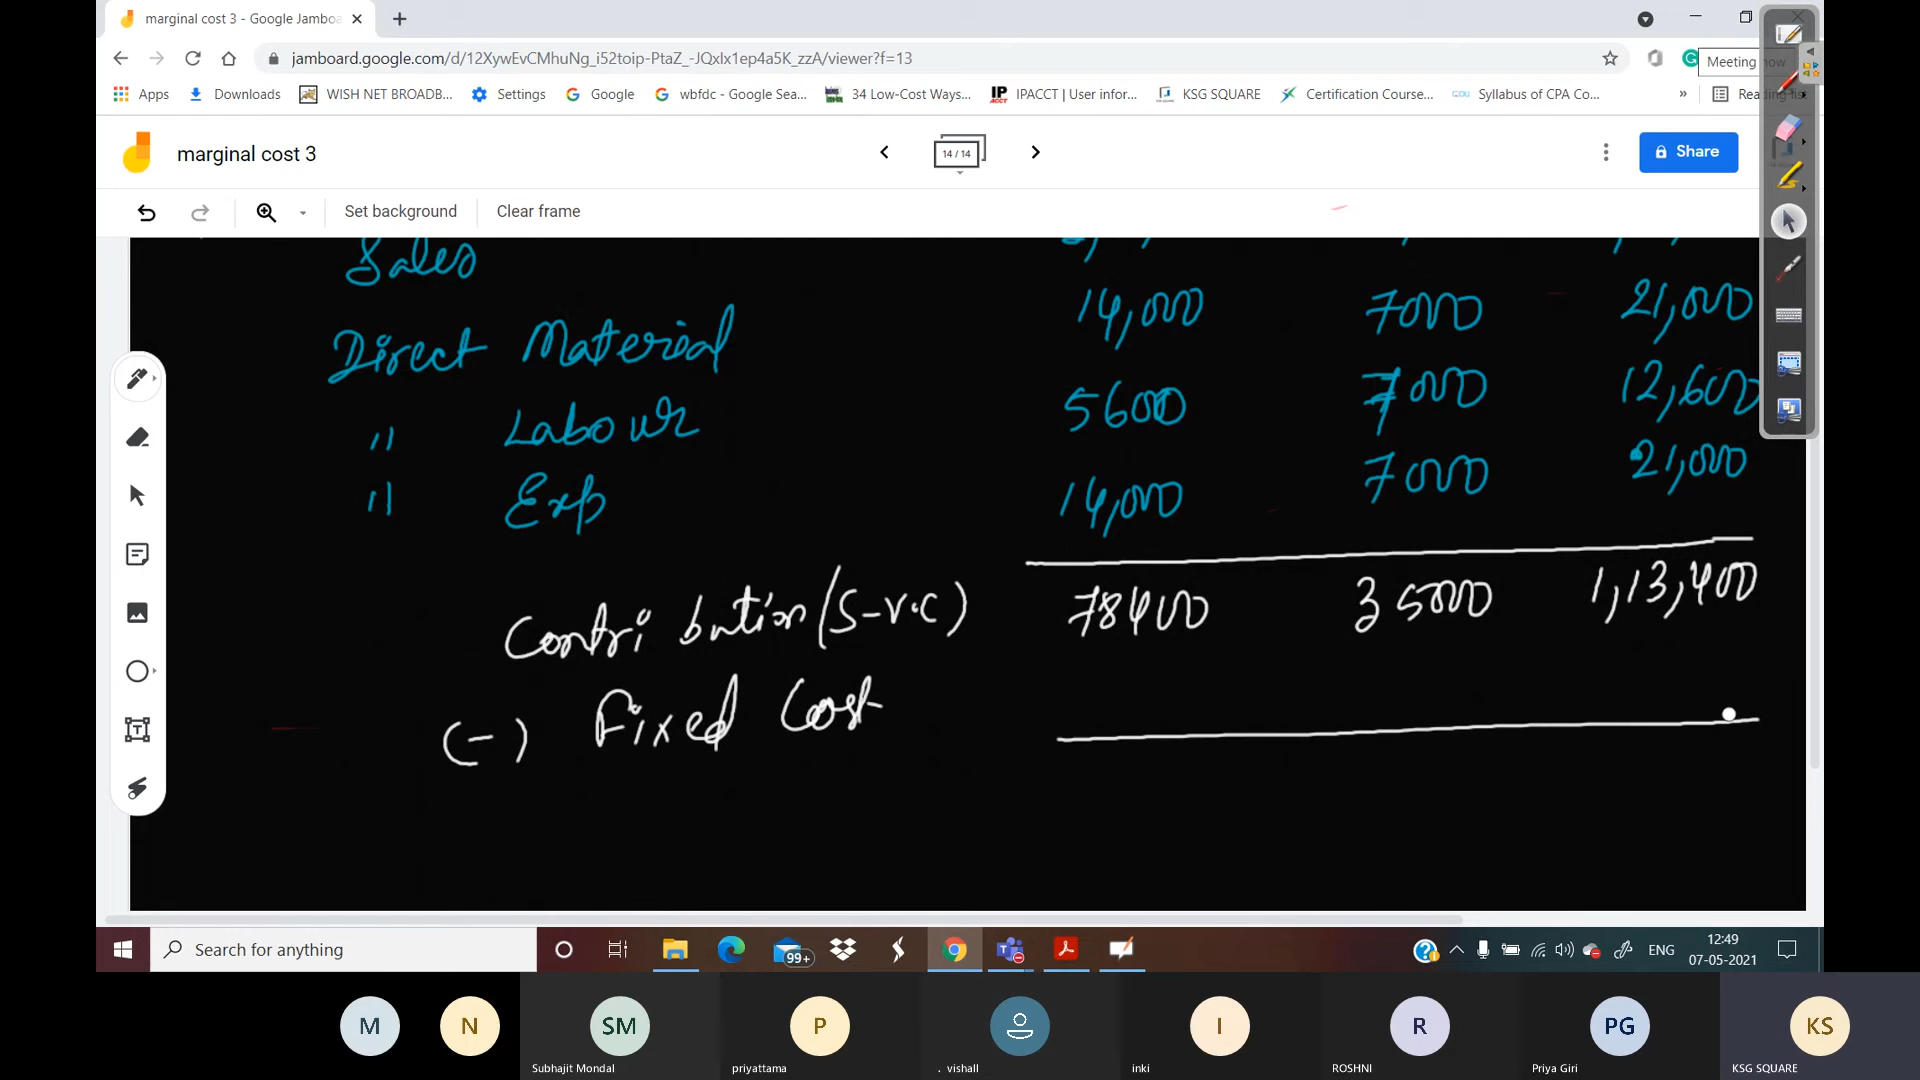 marginal cost 3 - Google Jamboa
jamboard.google.com/d/12XywEvCMhuNg_i52toip-PtaZ_-JQxlx1ep4a5K_zzA/viewer?f=13
Meeting now
Apps Downloads WISH NET BROADB... Settings Google wbfdc - Google Sea... 34 Low-Cost Ways... IPACCT | User infor... KSG SQUARE Certification Course... Syllabus of CPA Co... » Reading list
marginal cost 3
14 / 14
Share
Set background Clear frame
Sales
14,000 7000 21,000
Direct Material
5600 7000 12,600
" Labour
14,000 7000 21,000
" Exp
Contribution (S-V.C) 78400 35000 1,13,400
(-) Fixed Cost
Search for anything
99+
ENG
12:49
07-05-2021
M N SM P I R PG KS
Subhajit Mondal priyattama . vishall inki ROSHNI Priya Giri KSG SQUARE